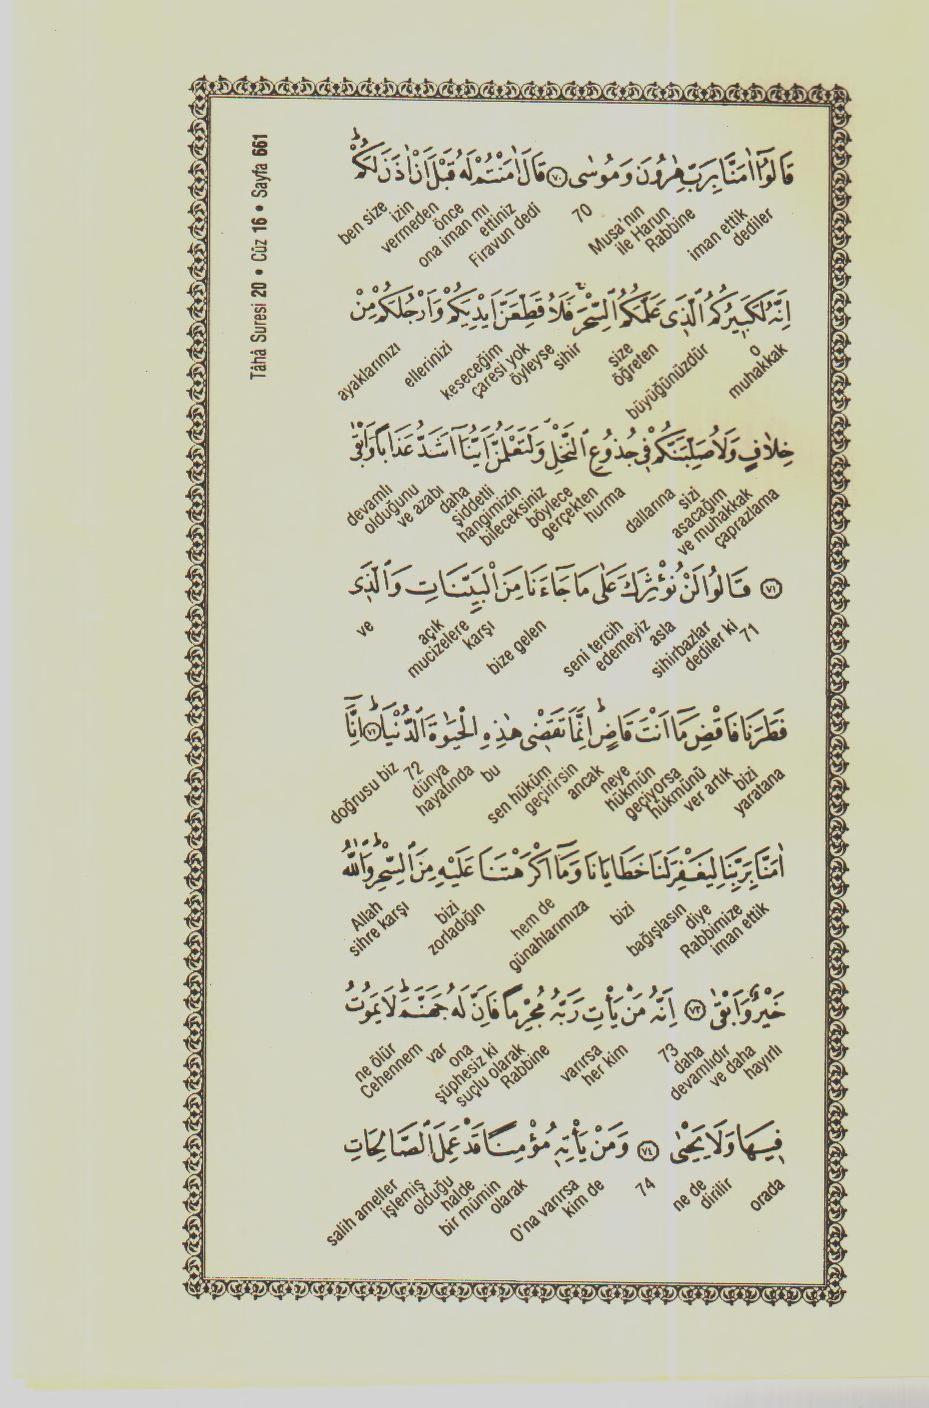 Tâhâ Suresi 20 • Cüz 16 • Sayfa 661
قَالُٓوا اٰمَنَّا بِرَبِّ هٰرُونَ وَمُوسٰى ﴿٧٠﴾ قَالَ اٰمَنْتُمْ لَهُ قَبْلَ اَنْ اٰذَنَ لَكُمْۜ
ben size
izin
vermeden
önce
ona iman mı
ettiniz
Firavun dedi
70
Musa'nın
ile Harun
Rabbine
iman ettik
dediler
اِنَّهُ لَكَبِيرُكُمُ الَّذِى عَلَّمَكُمُ السِّحْرَۚ فَلَاُقَطِّعَنَّ اَيْدِيَكُمْ وَاَرْجُلَكُمْ مِنْ
ayaklarınızı
ellerinizi
keseceğim
çaresi yok
öyleyse
sihir
size
öğreten
büyüğünüzdür
o
muhakkak
خِلَافٍ وَلَاُصَلِّبَنَّكُمْ فِى جُذُوعِ النَّخْلِۘ وَلَتَعْلَمُنَّ اَيُّنَٓا اَشَدُّ عَذَابًا وَاَبْقٰى
devamlı
olduğunu
ve azabı
daha
şiddetli
hangimizin
bileceksiniz
böylece
gerçekten
hurma
dallarına
sizi
asacağım
ve muhakkak
çaprazlama
﴿٧١﴾ قَالُوا لَنْ نُؤْثِرَكَ عَلٰى مَا جَٓاءَنَا مِنَ الْبَيِّنَاتِ وَالَّذِى
ve
açık
mucizelere
karşı
bize gelen
seni tercih
edemeyiz
asla
sihirbazlar
dediler ki
71
فَطَرَنَا فَاقْضِ مَٓا اَنْتَ قَاضٍۜ اِنَّمَا تَقْضِى هٰذِهِ الْحَيٰوةَ الدُّنْيَاۜ ﴿٧٢﴾ اِنَّٓا
doğrusu biz
72
dünya
hayatında
bu
sen hüküm
geçirirsin
ancak
neye
hükmün
geçiyorsa
hükmünü
ver artık
bizi
yaratana
اٰمَنَّا بِرَبِّنَا لِيَغْفِرَ لَنَا خَطَايَانَا وَمَٓا اَكْرَهْتَنَا عَلَيْهِ مِنَ السِّحْرِۜ وَاللّٰهُ
Allah
sihre karşı
bizi
zorladığın
hem de
günahlarımıza
bizi
bağışlasın
diye
Rabbimize
iman ettik
خَيْرٌ وَاَبْقٰى ﴿٧٣﴾ اِنَّهُ مَنْ يَأْتِ رَبَّهُ مُجْرِمًا فَاِنَّ لَهُ جَهَنَّمَۜ لَا يَمُوتُ
ne ölür
Cehennem
var
ona
şüphesiz ki
suçlu olarak
Rabbine
varırsa
her kim
73
daha
devamlıdır
ve daha
hayırlı
فِيهَا وَلَا يَحْيٰى ﴿٧٤﴾ وَمَنْ يَأْتِهِ مُؤْمِنًا قَدْ عَمِلَ الصَّالِحَاتِ
salih ameller
işlemiş
olduğu
halde
bir mümin
olarak
O'na varırsa
kim de
74
ne de
dirilir
orada